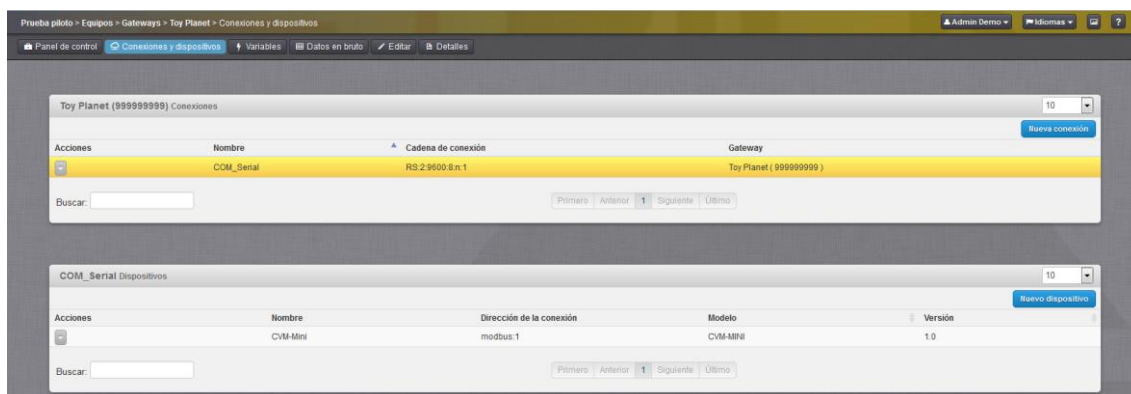 Prueba piloto > Equipos > Gateways > Toy Planet > Conexiones y dispositivos Admin Demo Idiomas ?
Panel de control Conexiones y dispositivos Variables Datos en bruto Editar Detalles
Toy Planet (999999999) Conexiones 10
Nueva conexión
Acciones Nombre Cadena de conexión Gateway
COM_Serial RS:2:9600:8:n:1 Toy Planet ( 999999999 )
Buscar: Primero Anterior 1 Siguiente Último
COM_Serial Dispositivos 10
Nuevo dispositivo
Acciones Nombre Dirección de la conexión Modelo Versión
CVM-Mini modbus:1 CVM-MINI 1.0
Buscar: Primero Anterior 1 Siguiente Último